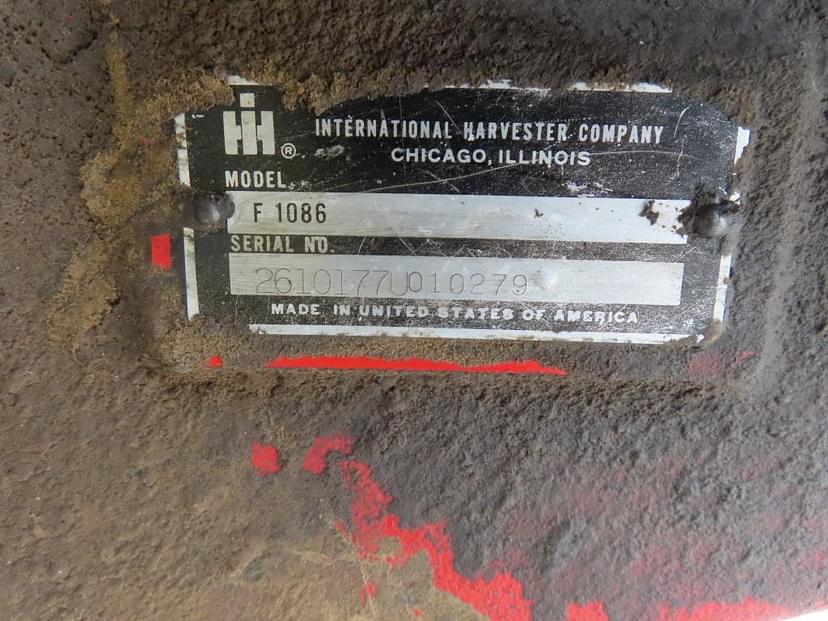 IH ® INTERNATIONAL HARVESTER COMPANY
CHICAGO, ILLINOIS
MODEL
F 1086
SERIAL NO.
2610177U010279
MADE IN UNITED STATES OF AMERICA